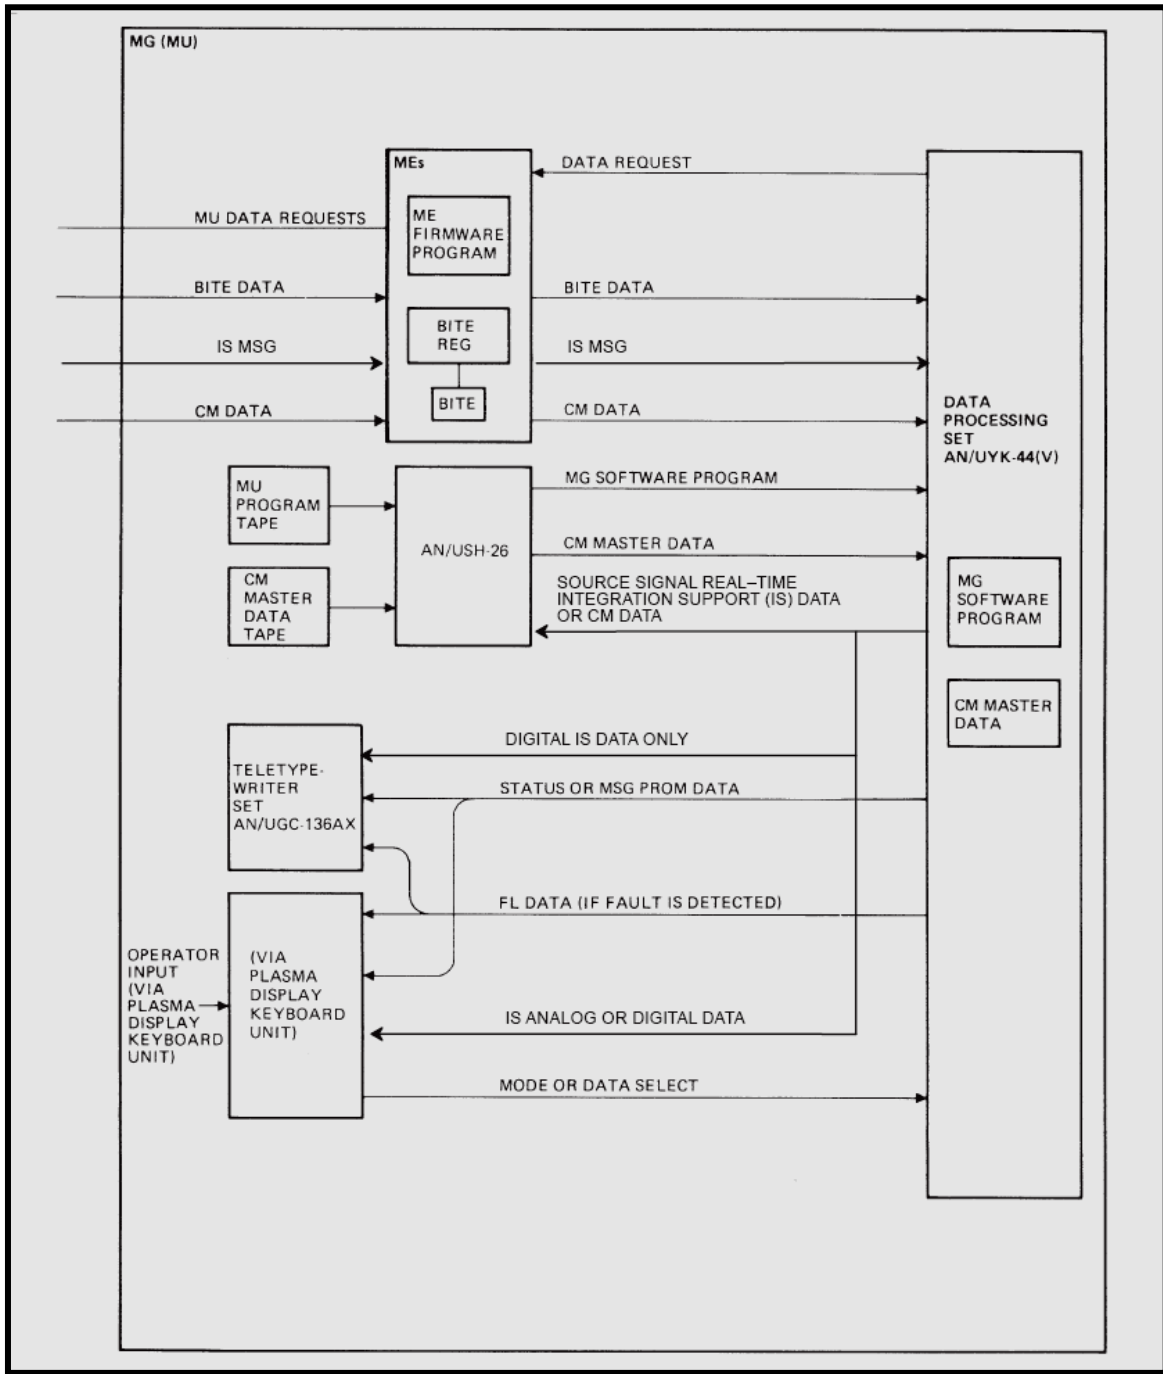 MG (MU)
MEs
DATA REQUEST
ME
FIRMWARE
PROGRAM
MU DATA REQUESTS
BITE DATA
BITE DATA
BITE
REG
IS MSG
IS MSG
BITE
CM DATA
CM DATA
DATA
PROCESSING
SET
AN/UYK-44(V)
MU
PROGRAM
TAPE
AN/USH-26
MG SOFTWARE PROGRAM
CM MASTER DATA
CM
MASTER
DATA
TAPE
SOURCE SIGNAL REAL–TIME
INTEGRATION SUPPORT (IS) DATA
OR CM DATA
MG
SOFTWARE
PROGRAM
CM MASTER
DATA
TELETYPE-
WRITER
SET
AN/UGC-136AX
DIGITAL IS DATA ONLY
STATUS OR MSG PROM DATA
FL DATA (IF FAULT IS DETECTED)
OPERATOR
INPUT
(VIA
PLASMA
DISPLAY
KEYBOARD
UNIT)
(VIA
PLASMA
DISPLAY
KEYBOARD
UNIT)
IS ANALOG OR DIGITAL DATA
MODE OR DATA SELECT